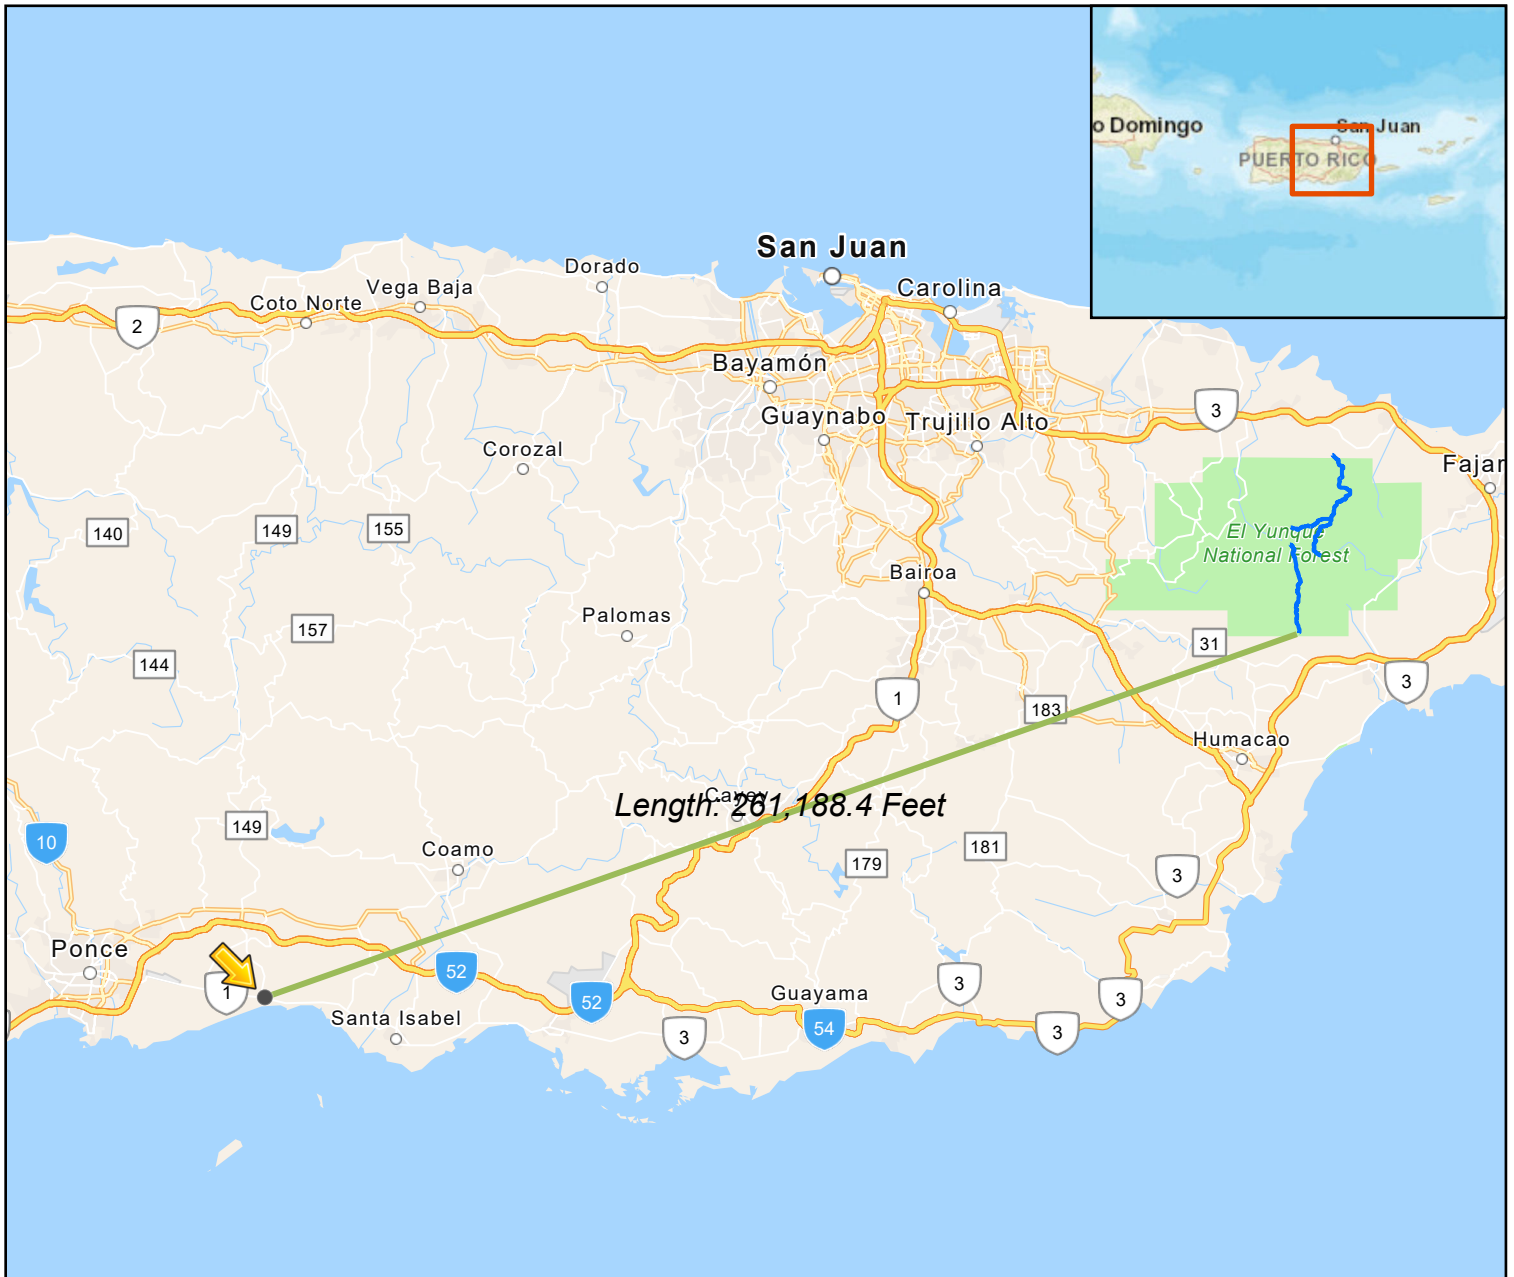 o Domingo
San Juan
PUERTO RICO
San Juan
Dorado
Vega Baja
Carolina
Coto Norte
2
Bayamón
3
Guaynabo
Trujillo Alto
Corozal
Fajar
140
149
155
El Yunque
National Forest
Bairoa
Palomas
157
31
144
3
1
183
Humacao
Cayey
Length: 261,188.4 Feet
149
10
Coamo
181
179
3
Ponce
52
3
1
52
Guayama
3
Santa Isabel
54
3
3